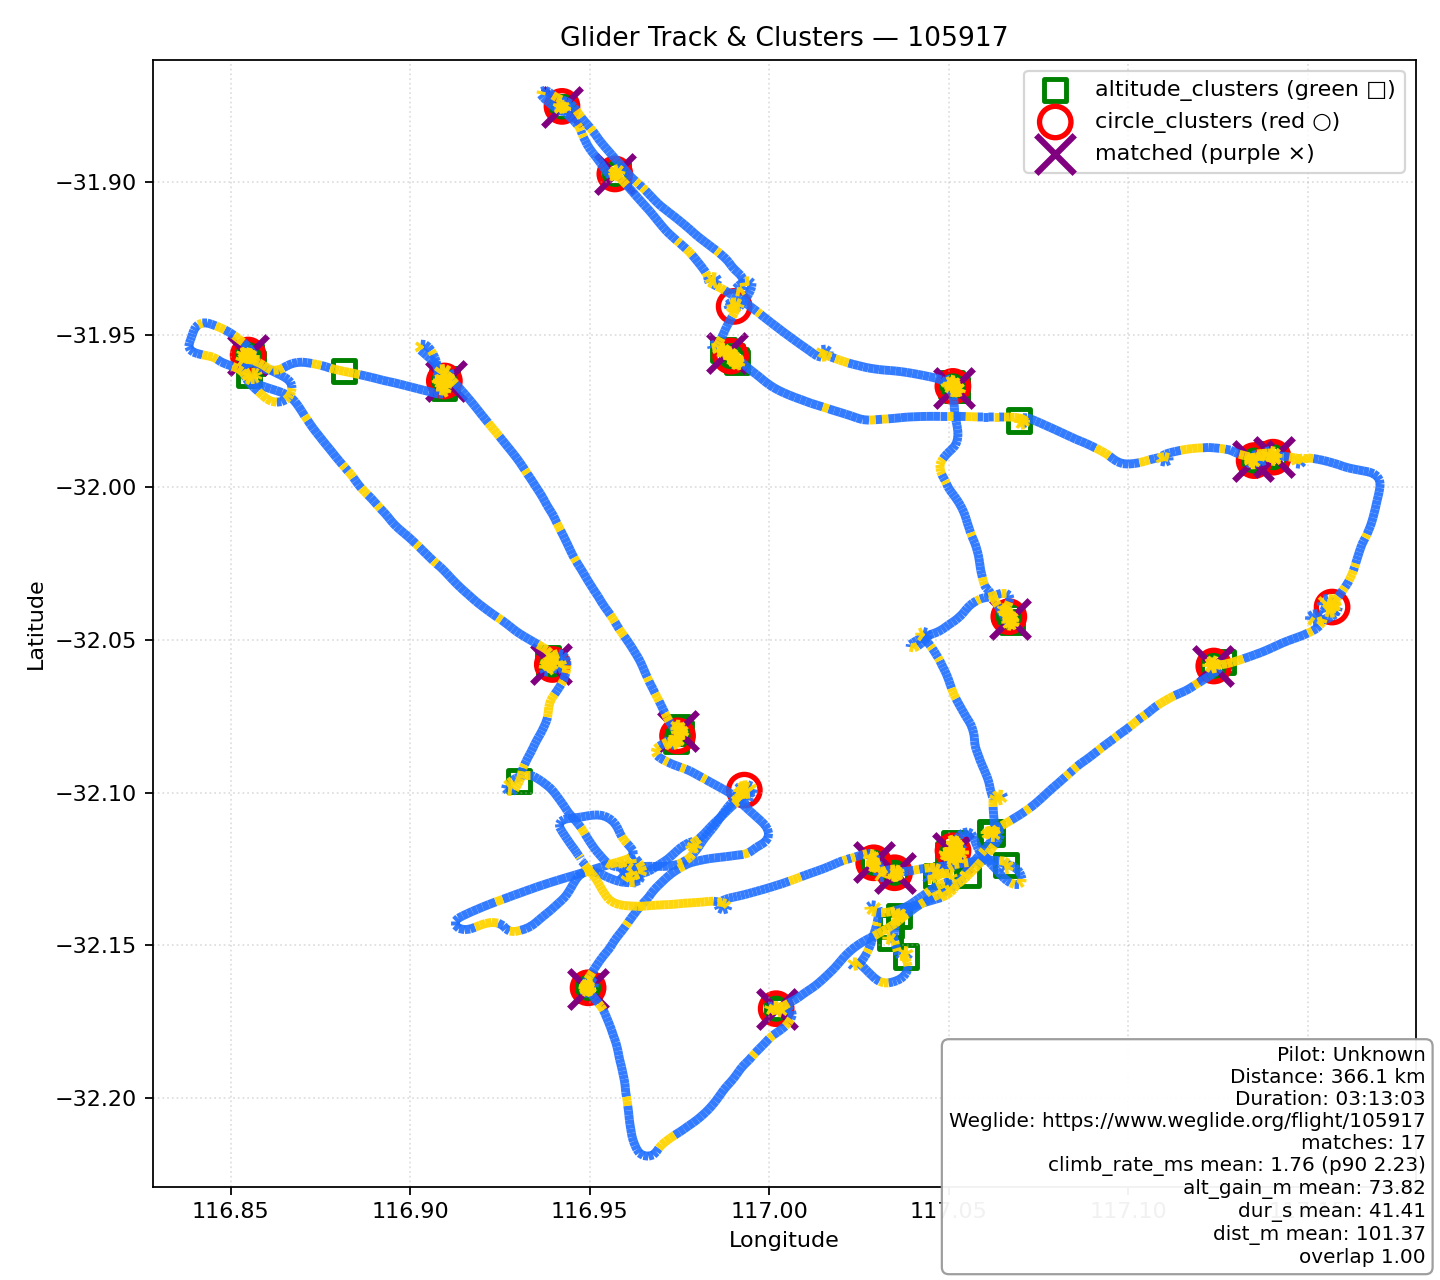 Glider Track & Clusters — 105917
altitude_clusters (green □)
circle_clusters (red ○)
matched (purple ×)
−31.90
−31.95
−32.00
−32.05
−32.10
−32.15
−32.20
Latitude
116.85
116.90
116.95
117.00
117.05
117.10
Longitude
Pilot: Unknown
Distance: 366.1 km
Duration: 03:13:03
Weglide: https://www.weglide.org/flight/105917
matches: 17
climb_rate_ms mean: 1.76 (p90 2.23)
alt_gain_m mean: 73.82
dur_s mean: 41.41
dist_m mean: 101.37
overlap 1.00